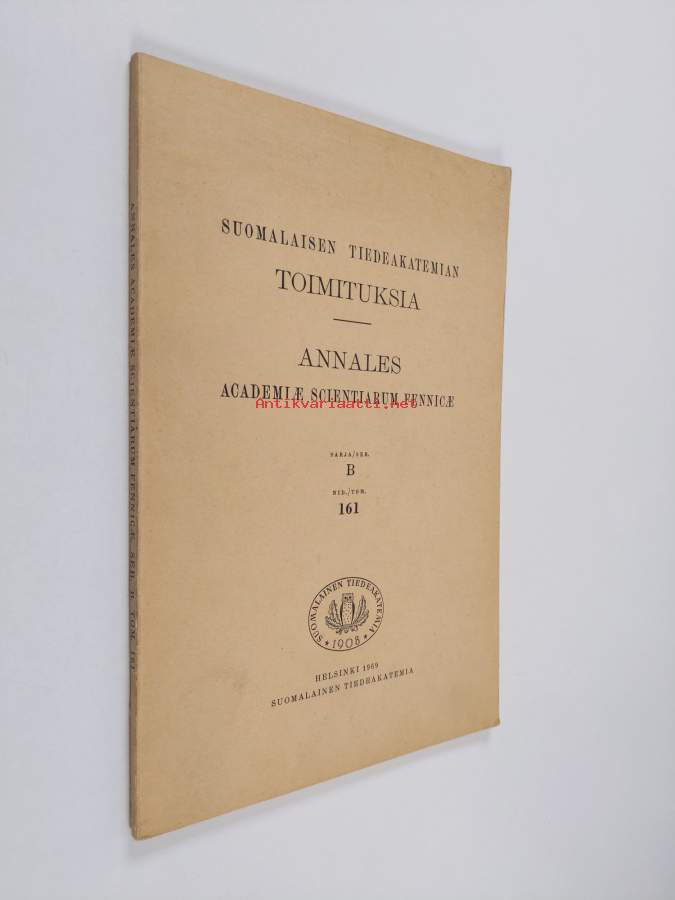 SUOMALAISEN TIEDEAKATEMIAN
TOIMITUKSIA
ANNALES
ACADEMIÆ SCIENTIARUM FENNICÆ
Antikvariaatti.net
SARJA/SER.
B
NID./TOM.
161
SUOMALAINEN TIEDEAKATEMIA
* 1908 *
HELSINKI 1969
SUOMALAINEN TIEDEAKATEMIA
ANNALES ACADEMIÆ SCIENTIARUM FENNICÆ SER. B TOM. 161